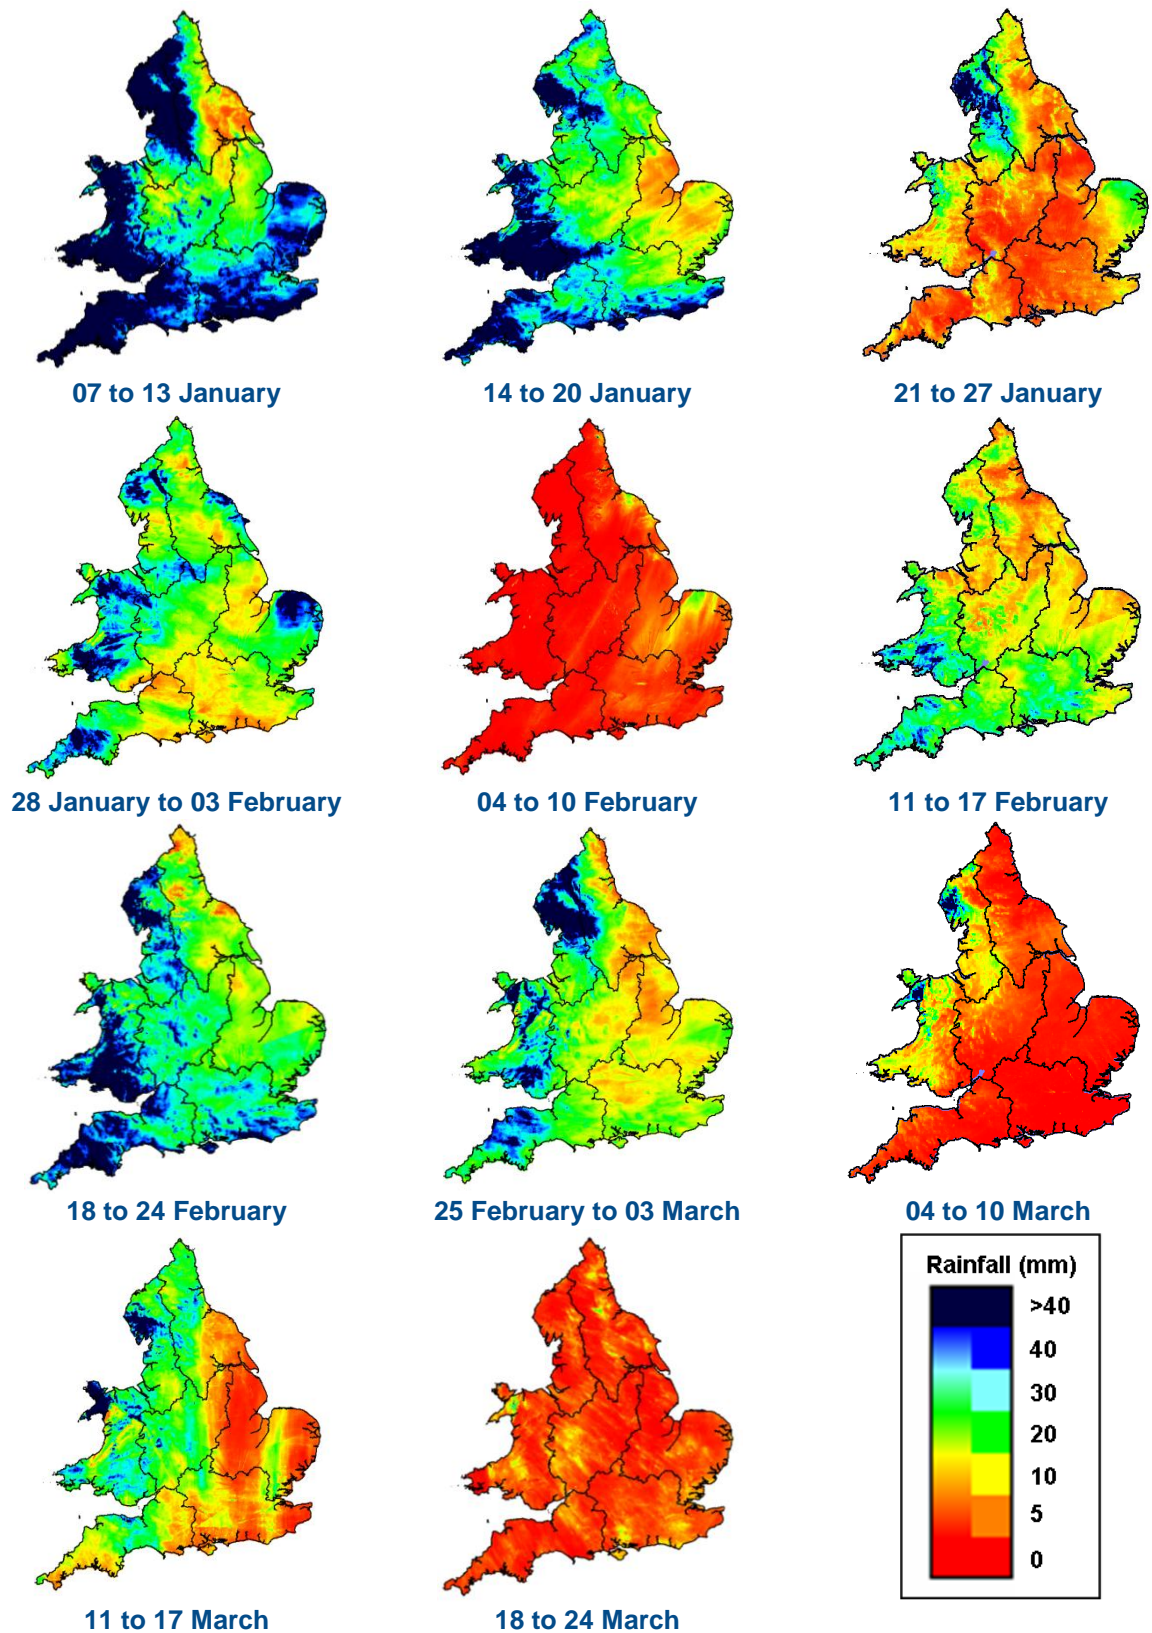 07 to 13 January
14 to 20 January
21 to 27 January
28 January to 03 February
04 to 10 February
11 to 17 February
18 to 24 February
25 February to 03 March
04 to 10 March
11 to 17 March
18 to 24 March
Rainfall (mm)
>40
40
30
20
10
5
0